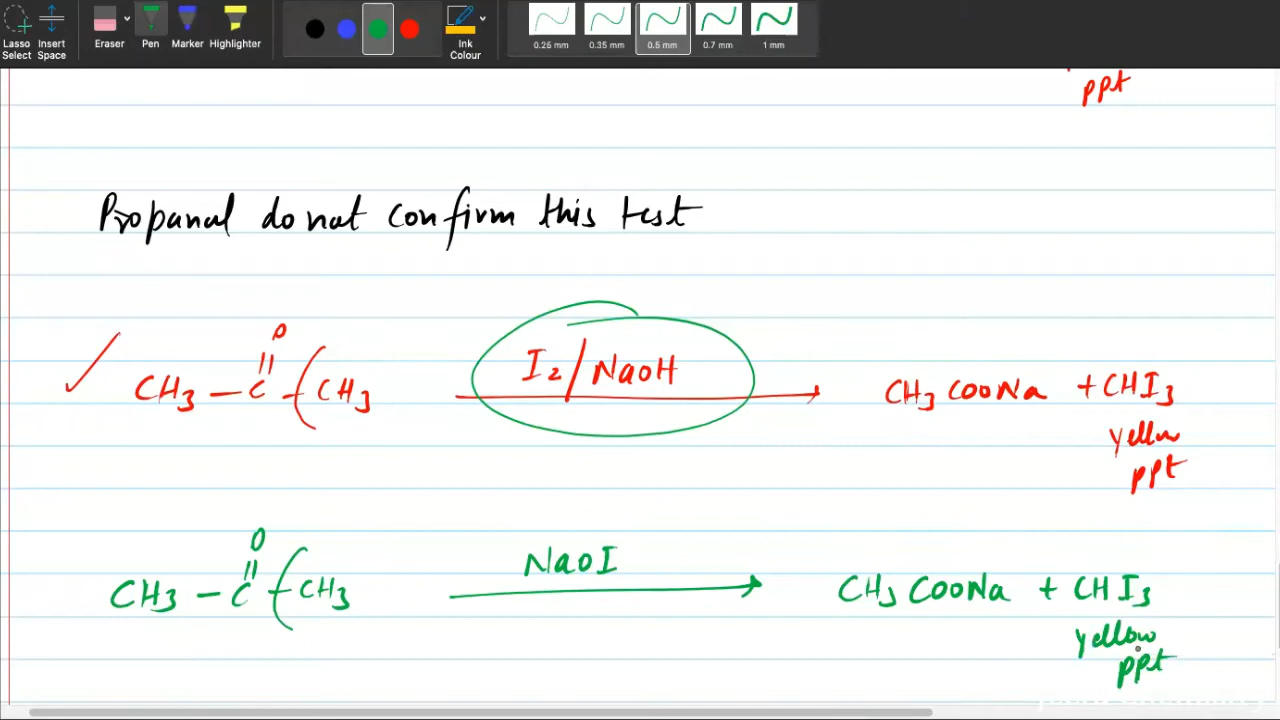 Lasso Select
Insert Space
Eraser
Pen
Marker
Highlighter
Ink Colour
0.25 mm
0.35 mm
0.5 mm
0.7 mm
1 mm
ppt
Propanal do not confirm this test
O
CH3 — C — CH3
I2/NaOH
CH3COONa + CHI3
yellow
ppt
O
CH3 — C — CH3
NaOI
CH3COONa + CHI3
yellow
ppt